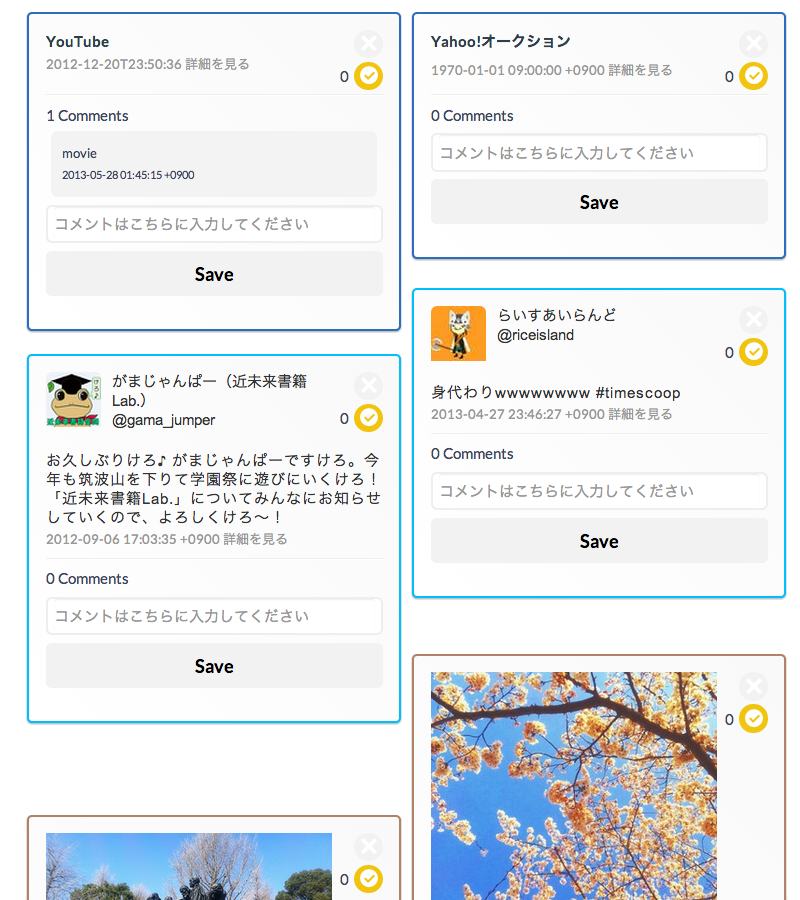 YouTube
2012-12-20T23:50:36 詳細を見る
0
1 Comments
movie
2013-05-28 01:45:15 +0900
コメントはこちらに入力してください
Save
がまじゃんぱー（近未来書籍
Lab.）
@gama_jumper
0
お久しぶりけろ♪ がまじゃんぱーですけろ。今
年も筑波山を下りて学園祭に遊びにいくけろ！
「近未来書籍Lab.」についてみんなにお知らせ
していくので、よろしくけろ〜！
2012-09-06 17:03:35 +0900 詳細を見る
0 Comments
コメントはこちらに入力してください
Save
0
Yahoo!オークション
1970-01-01 09:00:00 +0900 詳細を見る
0
0 Comments
コメントはこちらに入力してください
Save
らいすあいらんど
@riceisland
0
身代わりwwwwwwww #timescoop
2013-04-27 23:46:27 +0900 詳細を見る
0 Comments
コメントはこちらに入力してください
Save
0